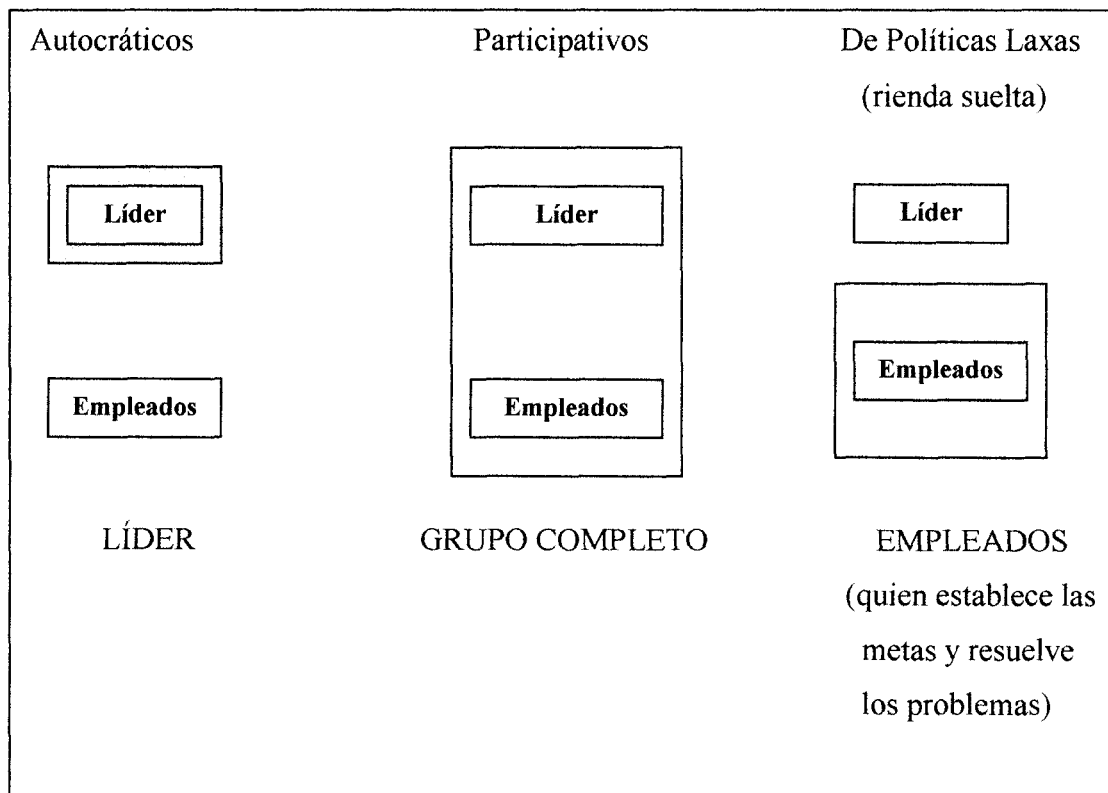 Autocráticos Participativos De Políticas Laxas
(rienda suelta)
Líder Líder Líder
Empleados
Empleados Empleados
LÍDER GRUPO COMPLETO EMPLEADOS
(quien establece las
metas y resuelve
los problemas)